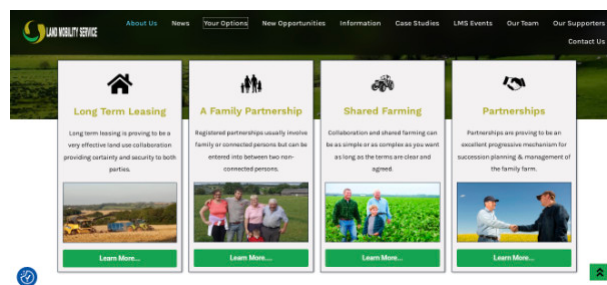 LAND MOBILITY SERVICE
About Us News Your Options New Opportunities Information Case Studies LMS Events Our Team Our Supporters
Contact Us
Long Term Leasing
Long term leasing is proving to be a
very effective land use collaboration
providing certainty and security to both
parties.
Learn More...
A Family Partnership
Registered partnerships usually involve
family or connected persons but can be
entered into between two non-
connected persons.
Learn More....
Shared Farming
Collaboration and shared farming can
be as simple or as complex as you want
as long as the terms are clear and
agreed.
Learn More...
Partnerships
Partnerships are proving to be an
excellent progressive mechanism for
succession planning & management of
the family farm.
Learn More...